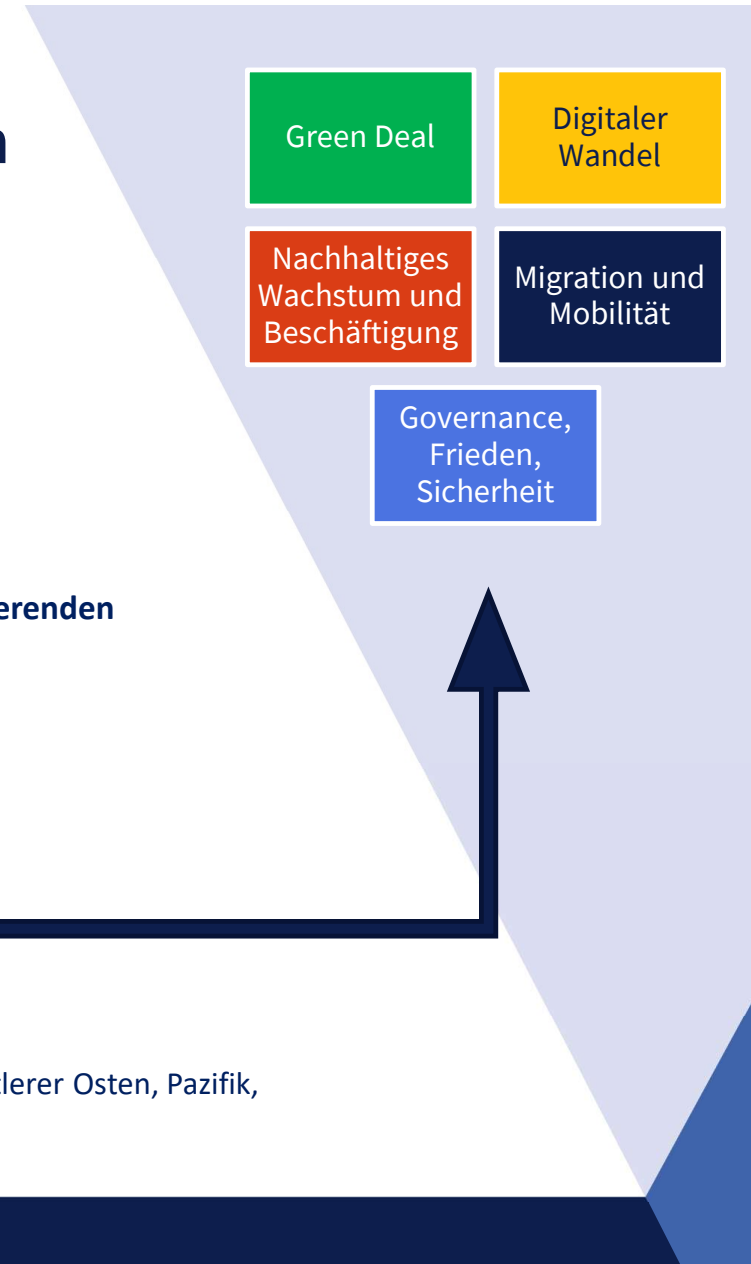 Green Deal
Digitaler
Wandel
Nachhaltiges
Wachstum und
Beschäftigung
Migration und
Mobilität
Governance,
Frieden,
Sicherheit
erenden
lerer Osten, Pazifik,